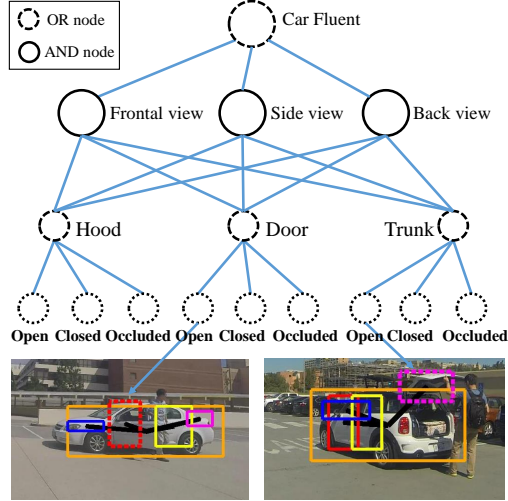 Car Fluent
OR node
AND node
Frontal view
Side view
Back view
Hood
Door
Trunk
Open Closed Occluded Open Closed Occluded Open Closed Occluded